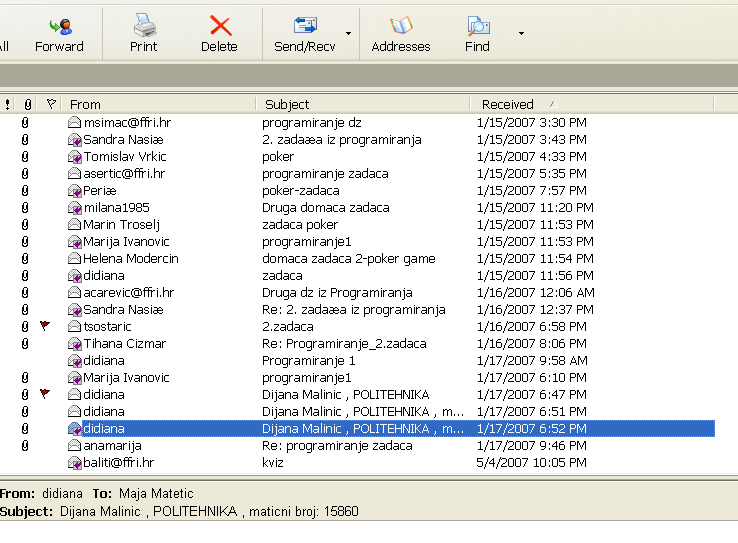 Forward Print Delete Send/Recv Addresses Find
! From Subject Received
msimac@ffri.hr programiranje dz 1/15/2007 3:30 PM
Sandra Nasiæ 2. zadaæa iz programiranja 1/15/2007 3:43 PM
Tomislav Vrkic poker 1/15/2007 4:33 PM
asertic@ffri.hr programiranje zadaca 1/15/2007 5:35 PM
Periæ poker-zadaca 1/15/2007 7:57 PM
milana1985 Druga domaca zadaca 1/15/2007 11:20 PM
Marin Troselj zadaca poker 1/15/2007 11:53 PM
Marija Ivanovic programiranje1 1/15/2007 11:53 PM
Helena Modercin domaca zadaca 2-poker game 1/15/2007 11:54 PM
didiana zadaca 1/15/2007 11:56 PM
acarevic@ffri.hr Druga dz iz Programiranja 1/16/2007 12:06 AM
Sandra Nasiæ Re: 2. zadaæa iz programiranja 1/16/2007 12:37 PM
tsostaric 2.zadaca 1/16/2007 6:58 PM
Tihana Cizmar Re: Programiranje_2.zadaca 1/16/2007 8:06 PM
didiana Programiranje 1 1/17/2007 9:58 AM
Marija Ivanovic programiranje1 1/17/2007 6:10 PM
didiana Dijana Malinic , POLITEHNIKA 1/17/2007 6:47 PM
didiana Dijana Malinic , POLITEHNIKA , m... 1/17/2007 6:51 PM
didiana Dijana Malinic , POLITEHNIKA , m... 1/17/2007 6:52 PM
anamarija Re: programiranje zadaca 1/17/2007 9:46 PM
baliti@ffri.hr kviz 5/4/2007 10:05 PM
From: didiana To: Maja Matetic
Subject: Dijana Malinic , POLITEHNIKA , maticni broj: 15860